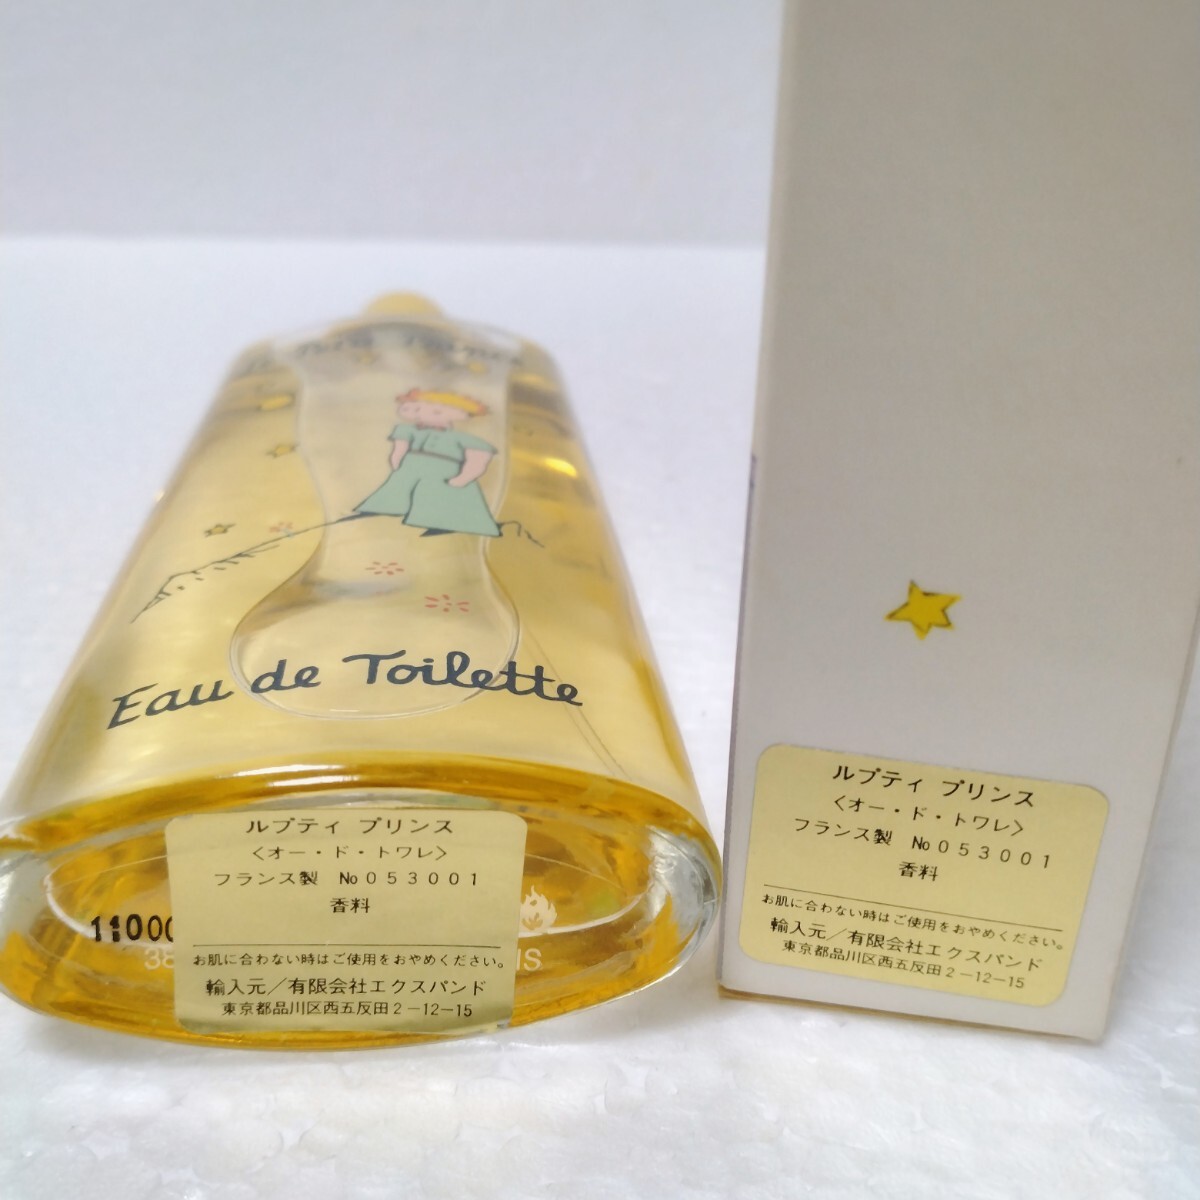 Le Petit Prince
Eau de Toilette
ルプティ プリンス
〈オー・ド・トワレ〉
フランス製 №053001
香料
お肌に合わない時はご使用をおやめください。
輸入元／有限会社エクスパンド
東京都品川区西五反田2-12-15
ルプティ プリンス
〈オー・ド・トワレ〉
フランス製 №053001
香料
お肌に合わない時はご使用をおやめください。
輸入元／有限会社エクスパンド
東京都品川区西五反田2-12-15